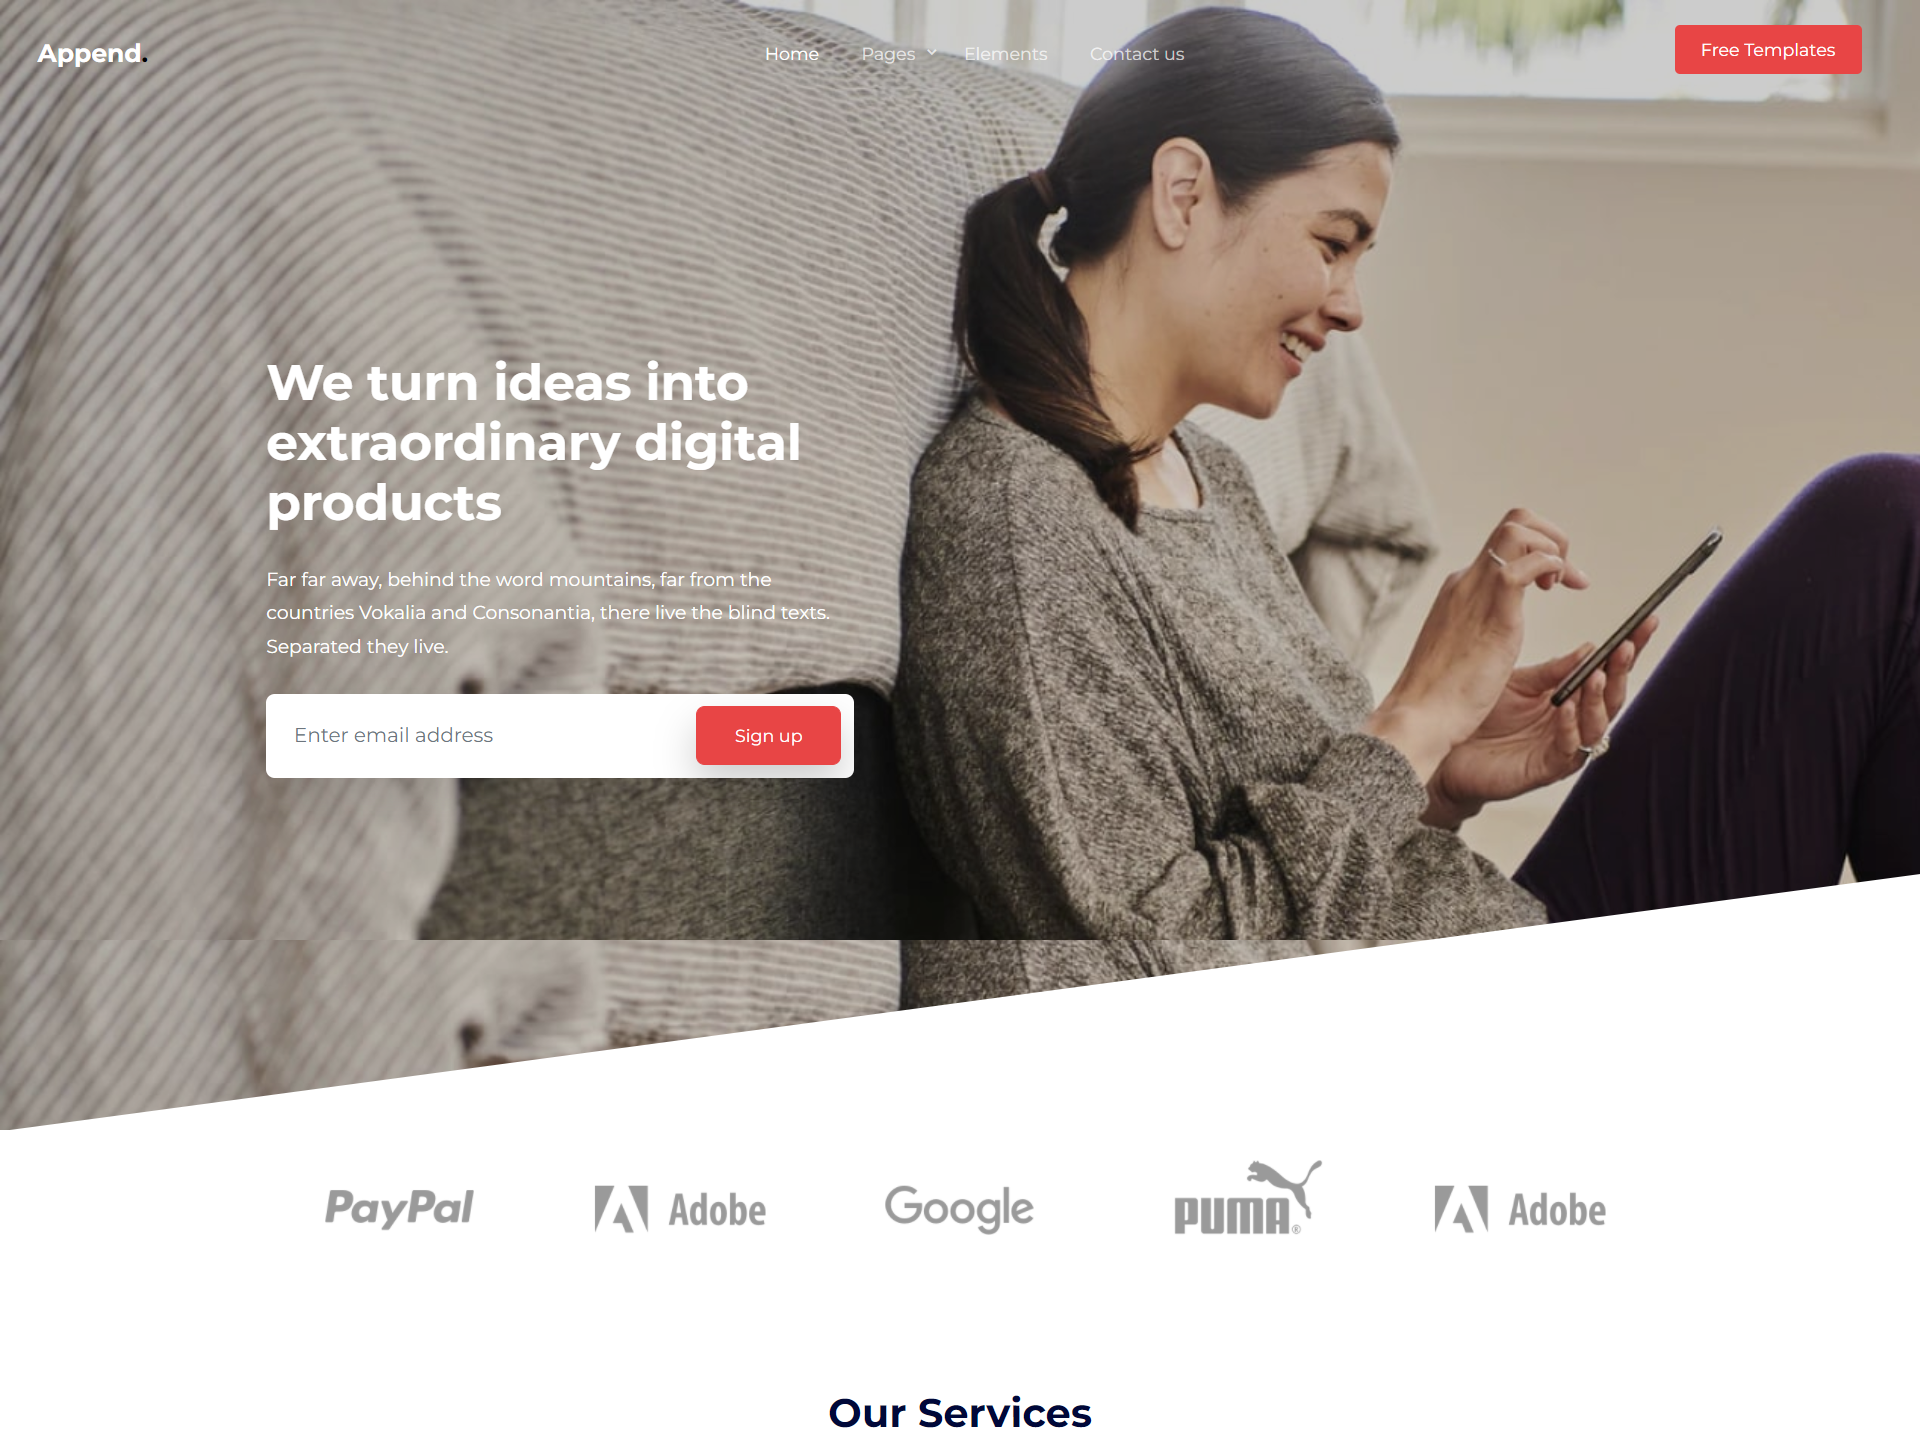 Append.
Home
Pages
Elements
Contact us
Free Templates
We turn ideas into
extraordinary digital
products
Far far away, behind the word mountains, far from the
countries Vokalia and Consonantia, there live the blind texts.
Separated they live.
Enter email address
Sign up
PayPal
Adobe
Google
PUMA®
Adobe
Our Services